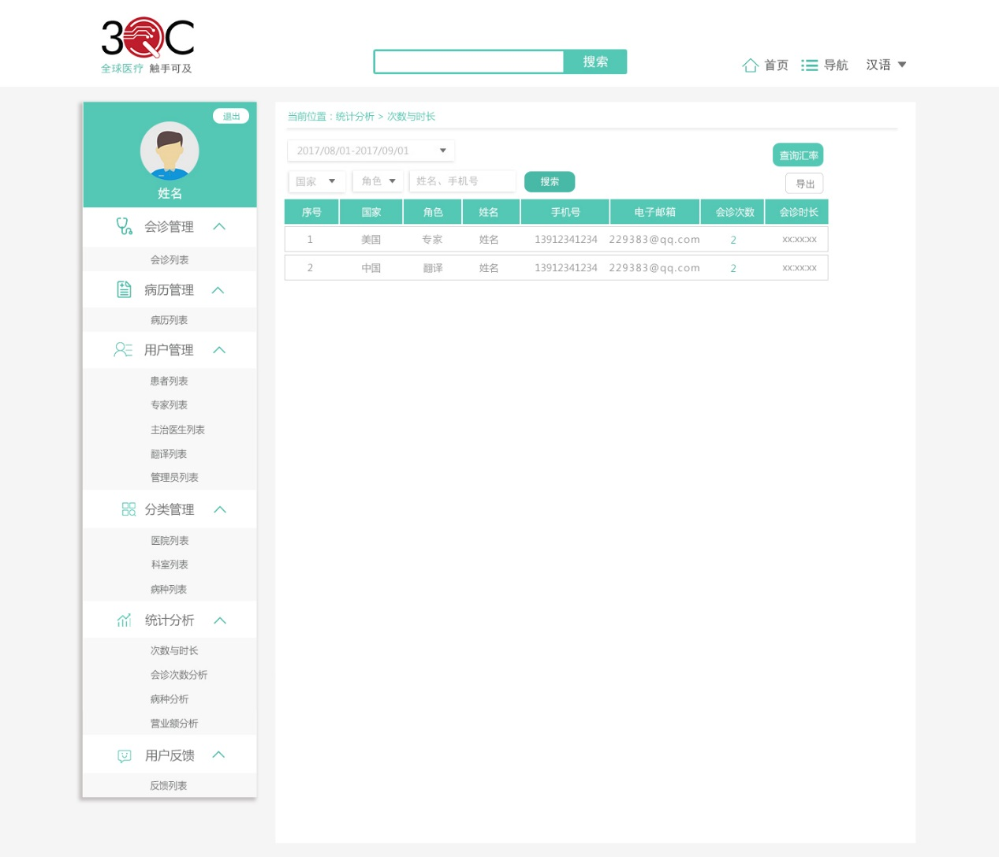 3QC
全球医疗 触手可及
搜索
首页 导航 汉语
退出
姓名
会诊管理
会诊列表
病历管理
病历列表
用户管理
患者列表
专家列表
主治医生列表
翻译列表
管理员列表
分类管理
医院列表
科室列表
病种列表
统计分析
次数与时长
会诊次数分析
病种分析
营业额分析
用户反馈
反馈列表
当前位置：统计分析 > 次数与时长
2017/08/01-2017/09/01
查询汇率
国家 角色 姓名、手机号 搜索
导出
序号 国家 角色 姓名 手机号 电子邮箱 会诊次数 会诊时长
1 美国 专家 姓名 13912341234 229383@qq.com 2 xx:xx:xx
2 中国 翻译 姓名 13912341234 229383@qq.com 2 xx:xx:xx